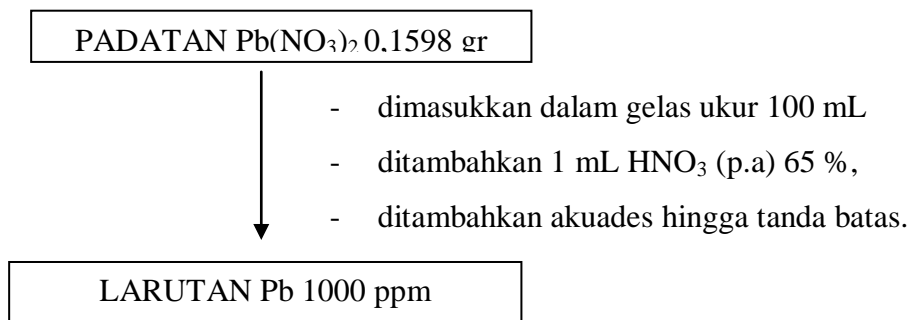 PADATAN Pb(NO₃)₂ 0,1598 gr
- dimasukkan dalam gelas ukur 100 mL
- ditambahkan 1 mL HNO₃ (p.a) 65 %,
- ditambahkan akuades hingga tanda batas.
LARUTAN Pb 1000 ppm